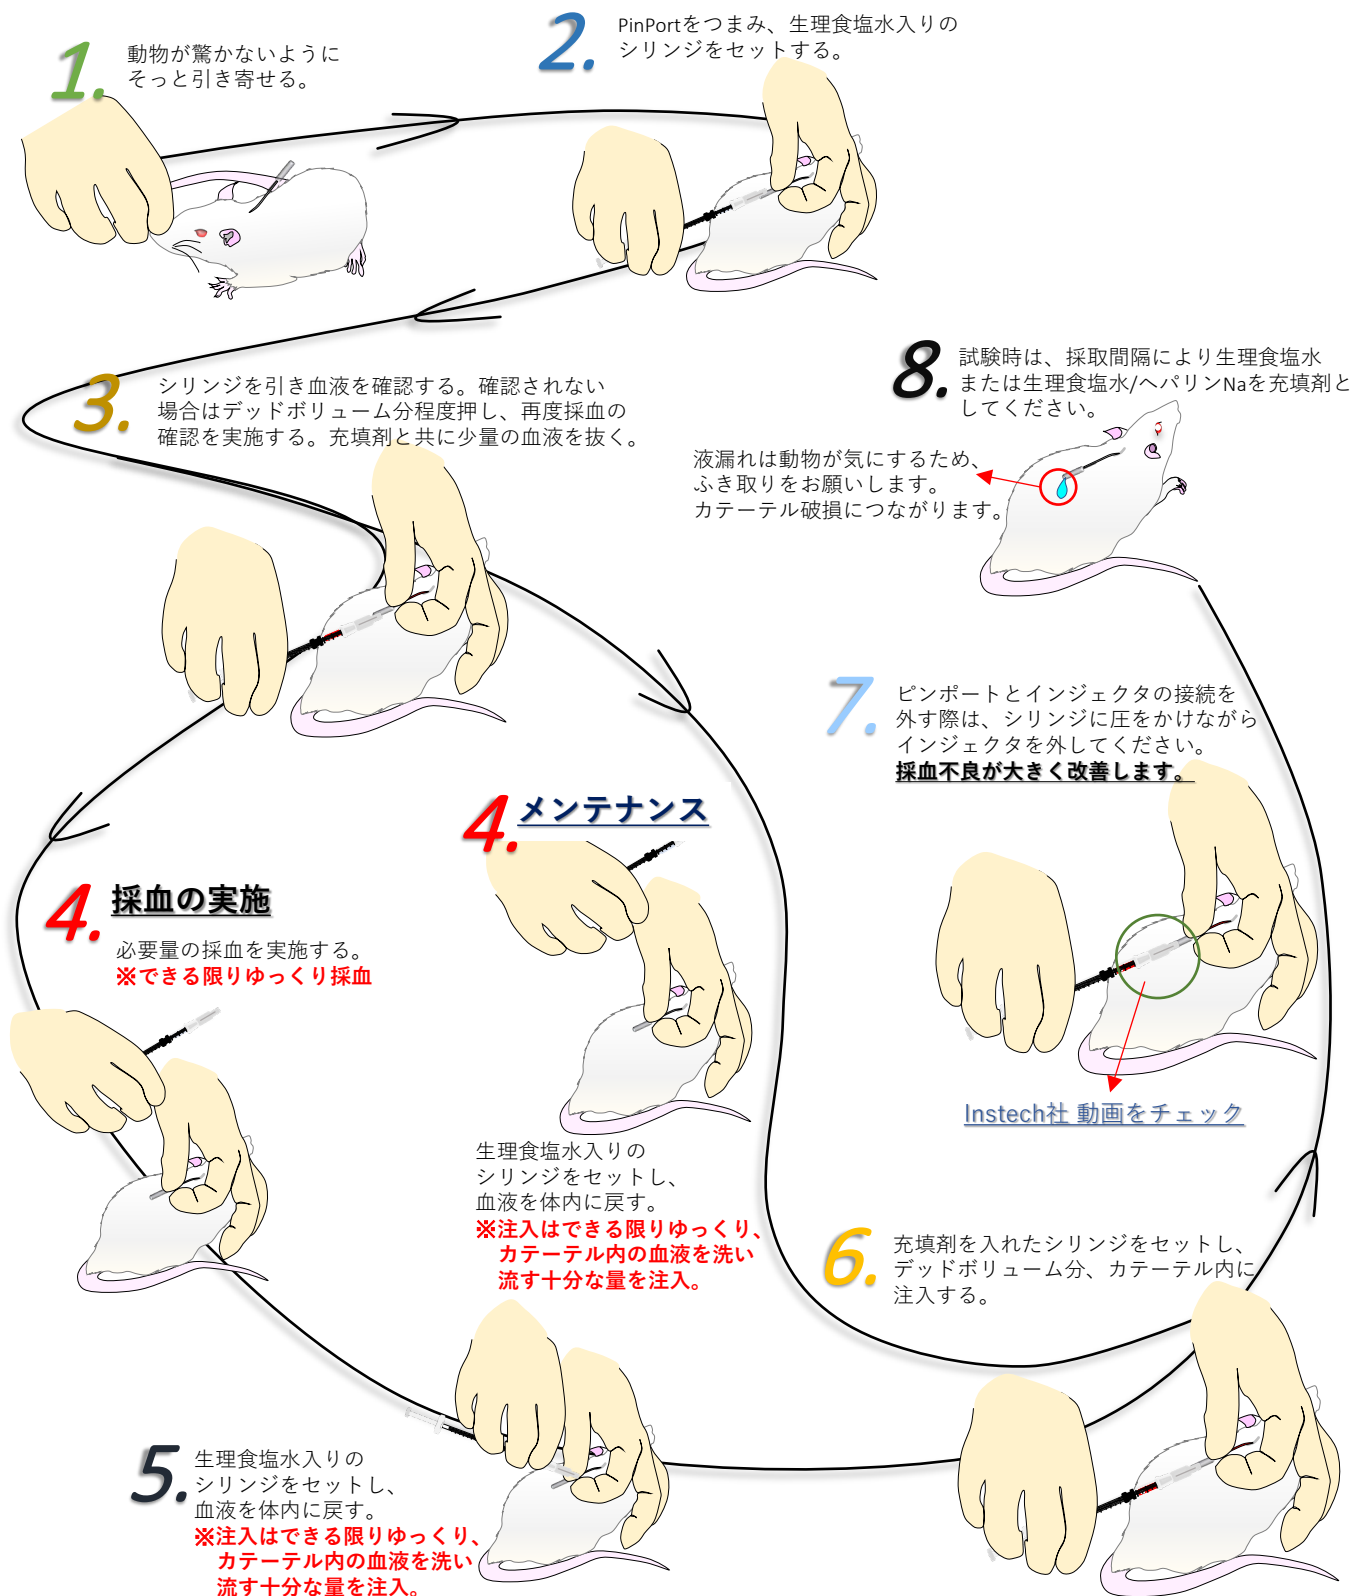 1.
動物が驚かないように
そっと引き寄せる。
2.
PinPortをつまみ、生理食塩水入りの
シリンジをセットする。
3.
シリンジを引き血液を確認する。確認されない
場合はデッドボリューム分程度押し、再度採血の
確認を実施する。充填剤と共に少量の血液を抜く。
4.
採血の実施
必要量の採血を実施する。
※できる限りゆっくり採血
4.
メンテナンス
生理食塩水入りの
シリンジをセットし、
血液を体内に戻す。
※注入はできる限りゆっくり、
カテーテル内の血液を洗い
流す十分な量を注入。
5.
生理食塩水入りの
シリンジをセットし、
血液を体内に戻す。
※注入はできる限りゆっくり、
カテーテル内の血液を洗い
流す十分な量を注入。
6.
充填剤を入れたシリンジをセットし、
デッドボリューム分、カテーテル内に
注入する。
7.
ピンポートとインジェクタの接続を
外す際は、シリンジに圧をかけながら
インジェクタを外してください。
採血不良が大きく改善します。
Instech社 動画をチェック
8.
試験時は、採取間隔により生理食塩水
または生理食塩水/ヘパリンNaを充填剤と
してください。
液漏れは動物が気にするため、
ふき取りをお願いします。
カテーテル破損につながります。